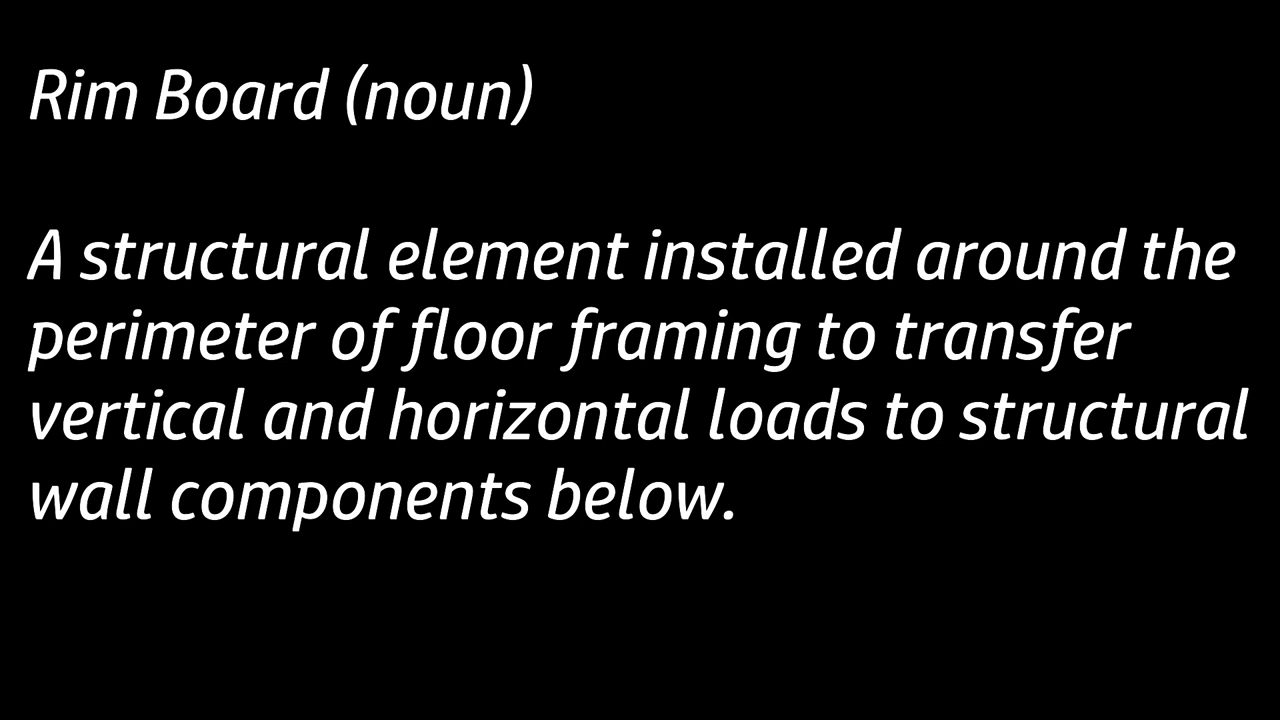 Rim Board (noun)
A structural element installed around the
perimeter of floor framing to transfer
vertical and horizontal loads to structural
wall components below.